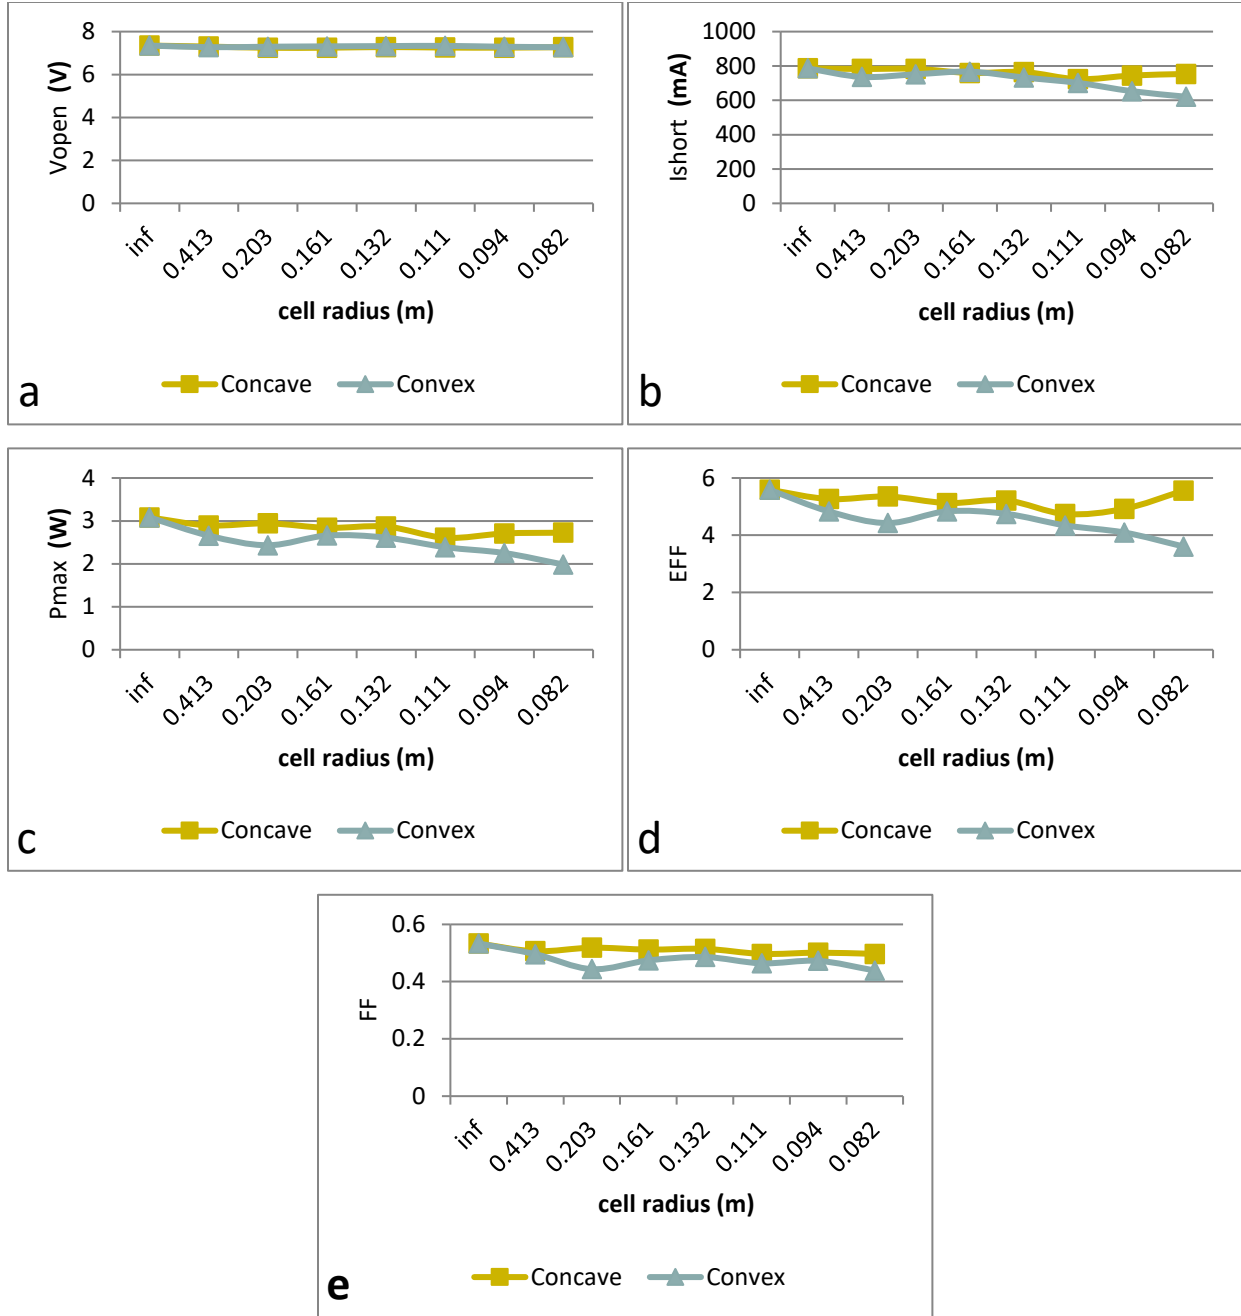 8
6
4
2
0
Vopen (V)
inf
0.413
0.203
0.161
0.132
0.111
0.094
0.082
cell radius (m)
Concave
Convex
a
1000
800
600
400
200
0
Ishort (mA)
inf
0.413
0.203
0.161
0.132
0.111
0.094
0.082
cell radius (m)
Concave
Convex
b
4
3
2
1
0
Pmax (W)
inf
0.413
0.203
0.161
0.132
0.111
0.094
0.082
cell radius (m)
Concave
Convex
c
6
4
2
0
EFF
inf
0.413
0.203
0.161
0.132
0.111
0.094
0.082
cell radius (m)
Concave
Convex
d
0.6
0.4
0.2
0
FF
inf
0.413
0.203
0.161
0.132
0.111
0.094
0.082
cell radius (m)
Concave
Convex
e